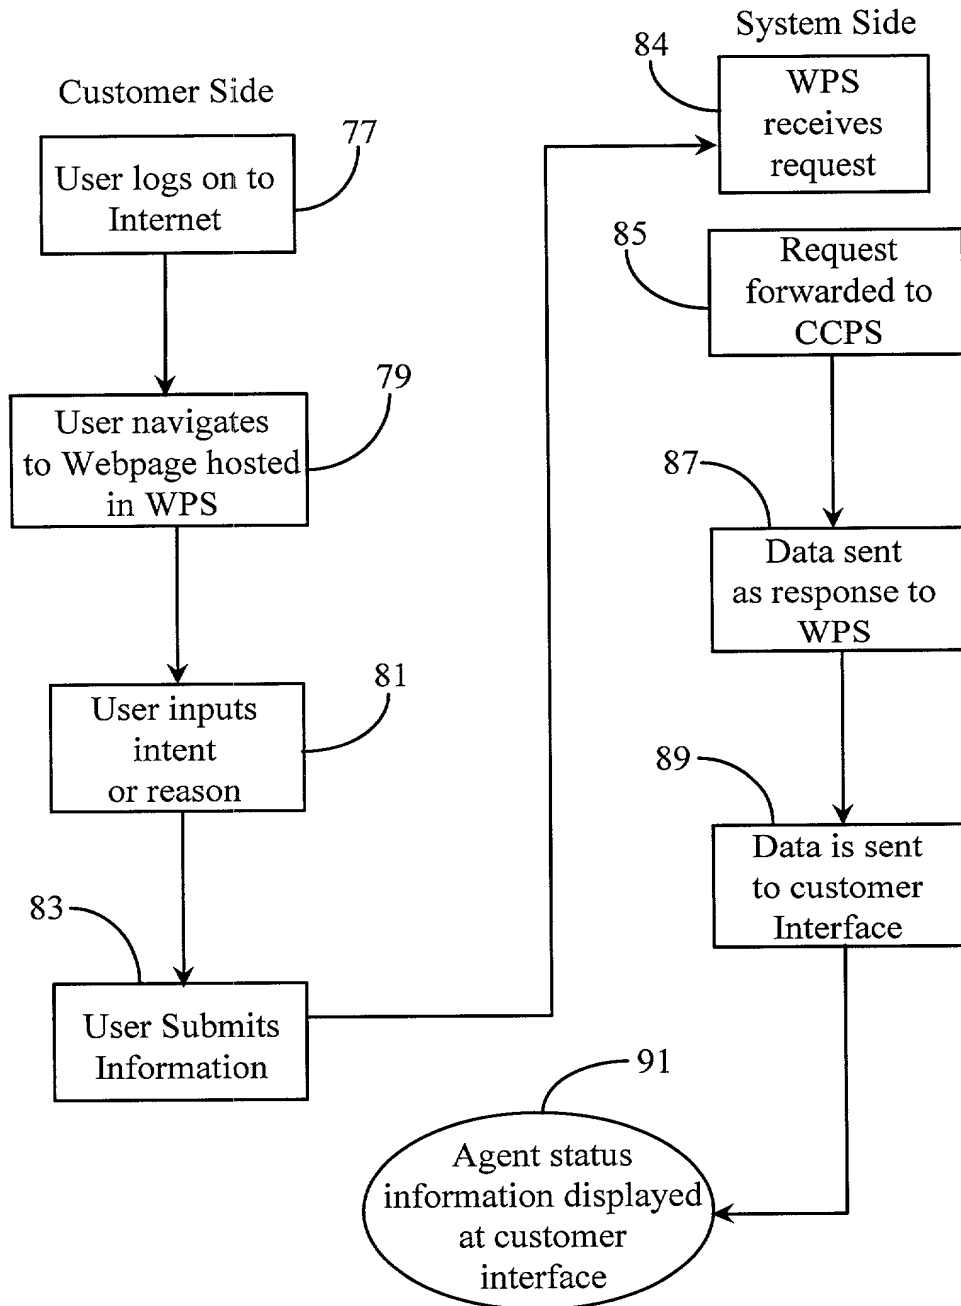 Customer Side
77
User logs on to
Internet
79
User navigates
to Webpage hosted
in WPS
81
User inputs
intent
or reason
83
User Submits
Information
System Side
84
WPS
receives
request
85
Request
forwarded to
CCPS
87
Data sent
as response to
WPS
89
Data is sent
to customer
Interface
91
Agent status
information displayed
at customer
interface